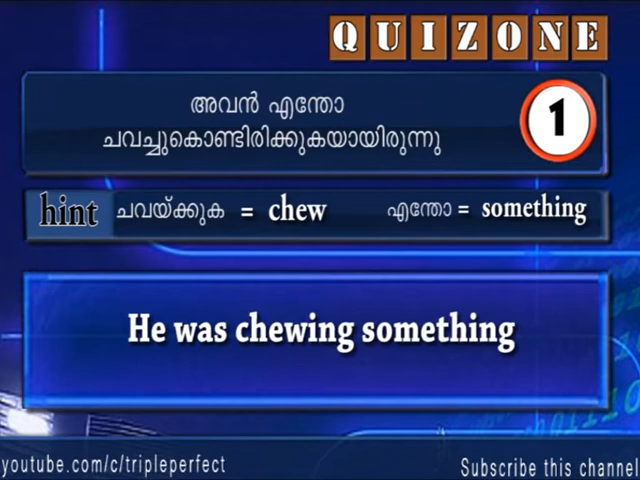 QUIZONE
അവൻ എന്തോ
ചവച്ചുകൊണ്ടിരിക്കുകയായിരുന്നു
1
hint ചവയ്ക്കുക = chew എന്തോ = something
He was chewing something
youtube.com/c/tripleperfect Subscribe this channel